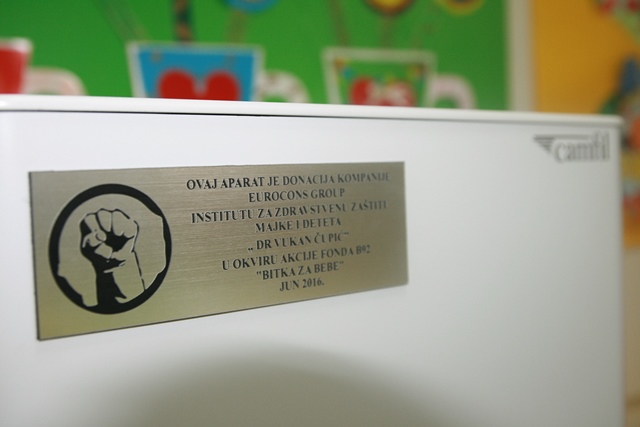 camfil
OVAJ APARAT JE DONACIJA KOMPANIJE
EUROCONS GROUP
INSTITUTU ZA ZDRAVSTVENU ZAŠTITU
MAJKE I DETETA
„ DR VUKAN ČUPIĆ"
U OKVIRU AKCIJE FONDA B92
"BITKA ZA BEBE"
JUN 2016.